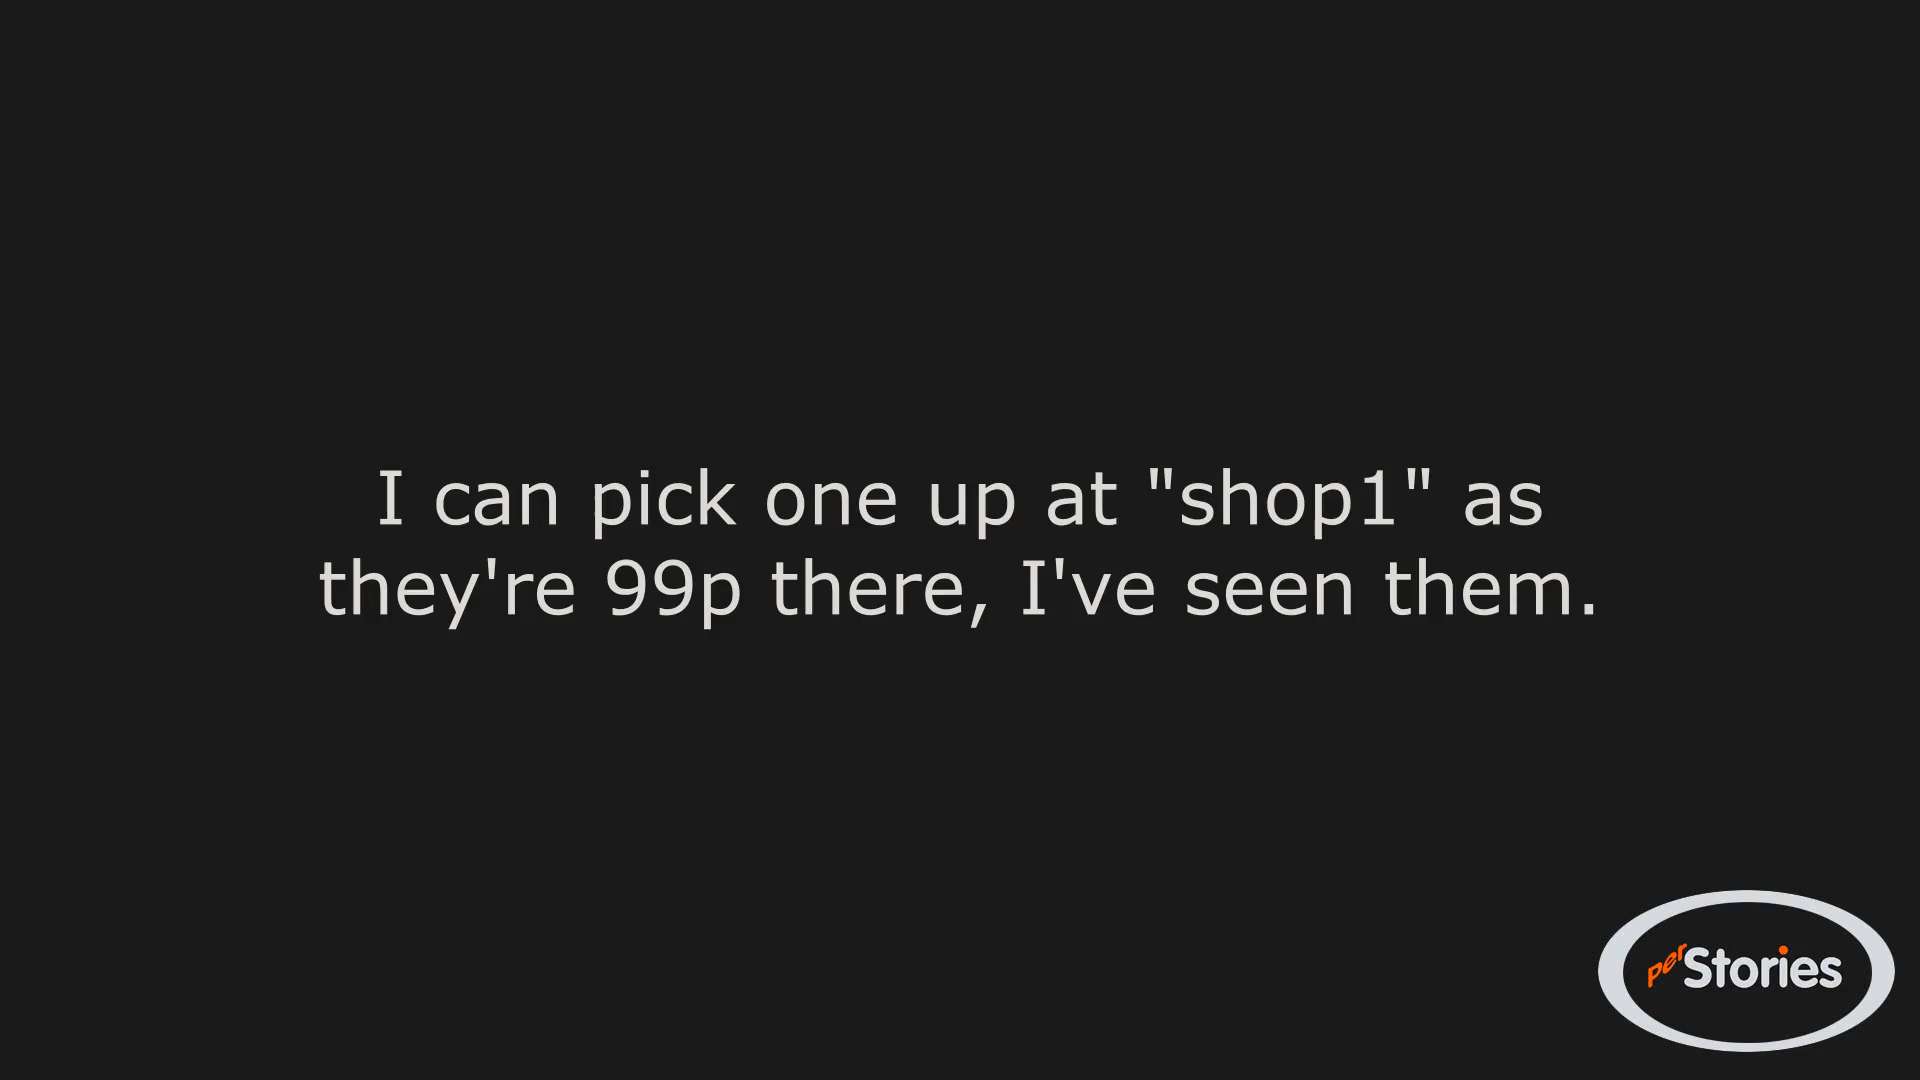 I can pick one up at "shop1" as
they're 99p there, I've seen them.
perStories